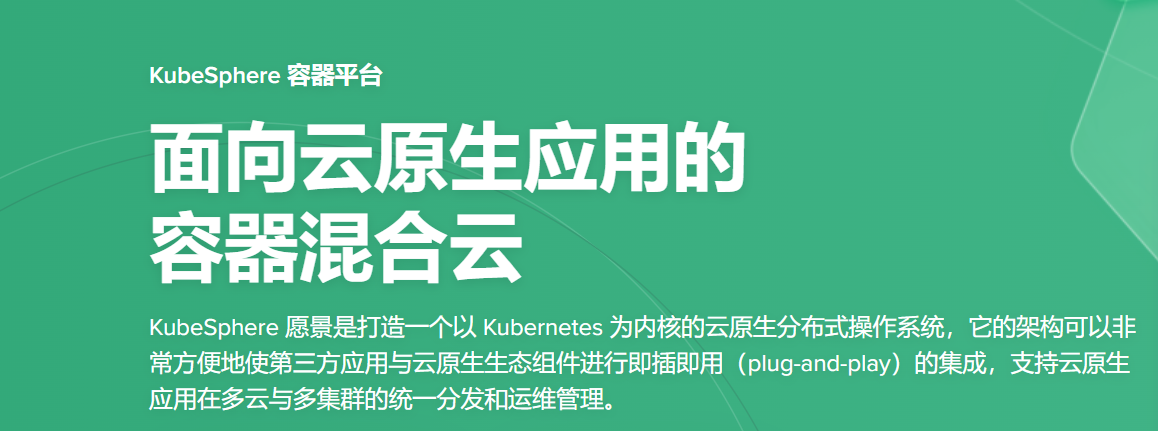 KubeSphere 容器平台
面向云原生应用的
容器混合云
KubeSphere 愿景是打造一个以 Kubernetes 为内核的云原生分布式操作系统，它的架构可以非
常方便地使第三方应用与云原生生态组件进行即插即用（plug-and-play）的集成，支持云原生
应用在多云与多集群的统一分发和运维管理。